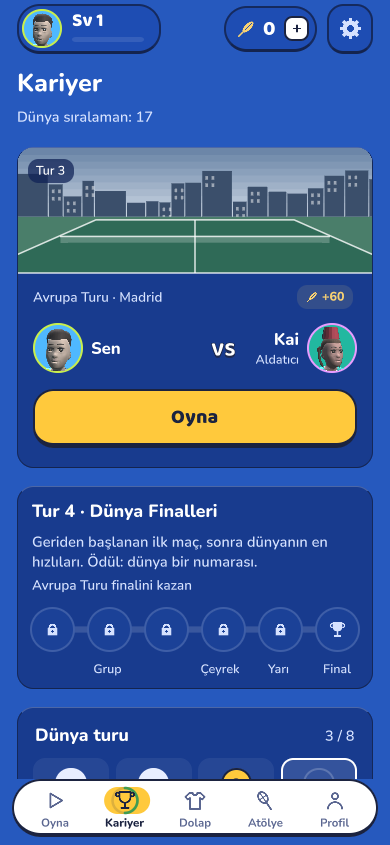 Sv 1
0
+
Kariyer
Dünya sıralaman: 17
Tur 3
Avrupa Turu · Madrid
+60
Sen
VS
Kai
Aldatıcı
Oyna
Tur 4 · Dünya Finalleri
Geriden başlanan ilk maç, sonra dünyanın en
hızlıları. Ödül: dünya bir numarası.
Avrupa Turu finalini kazan
Grup
Çeyrek
Yarı
Final
Dünya turu
3 / 8
Oyna
Kariyer
Dolap
Atölye
Profil